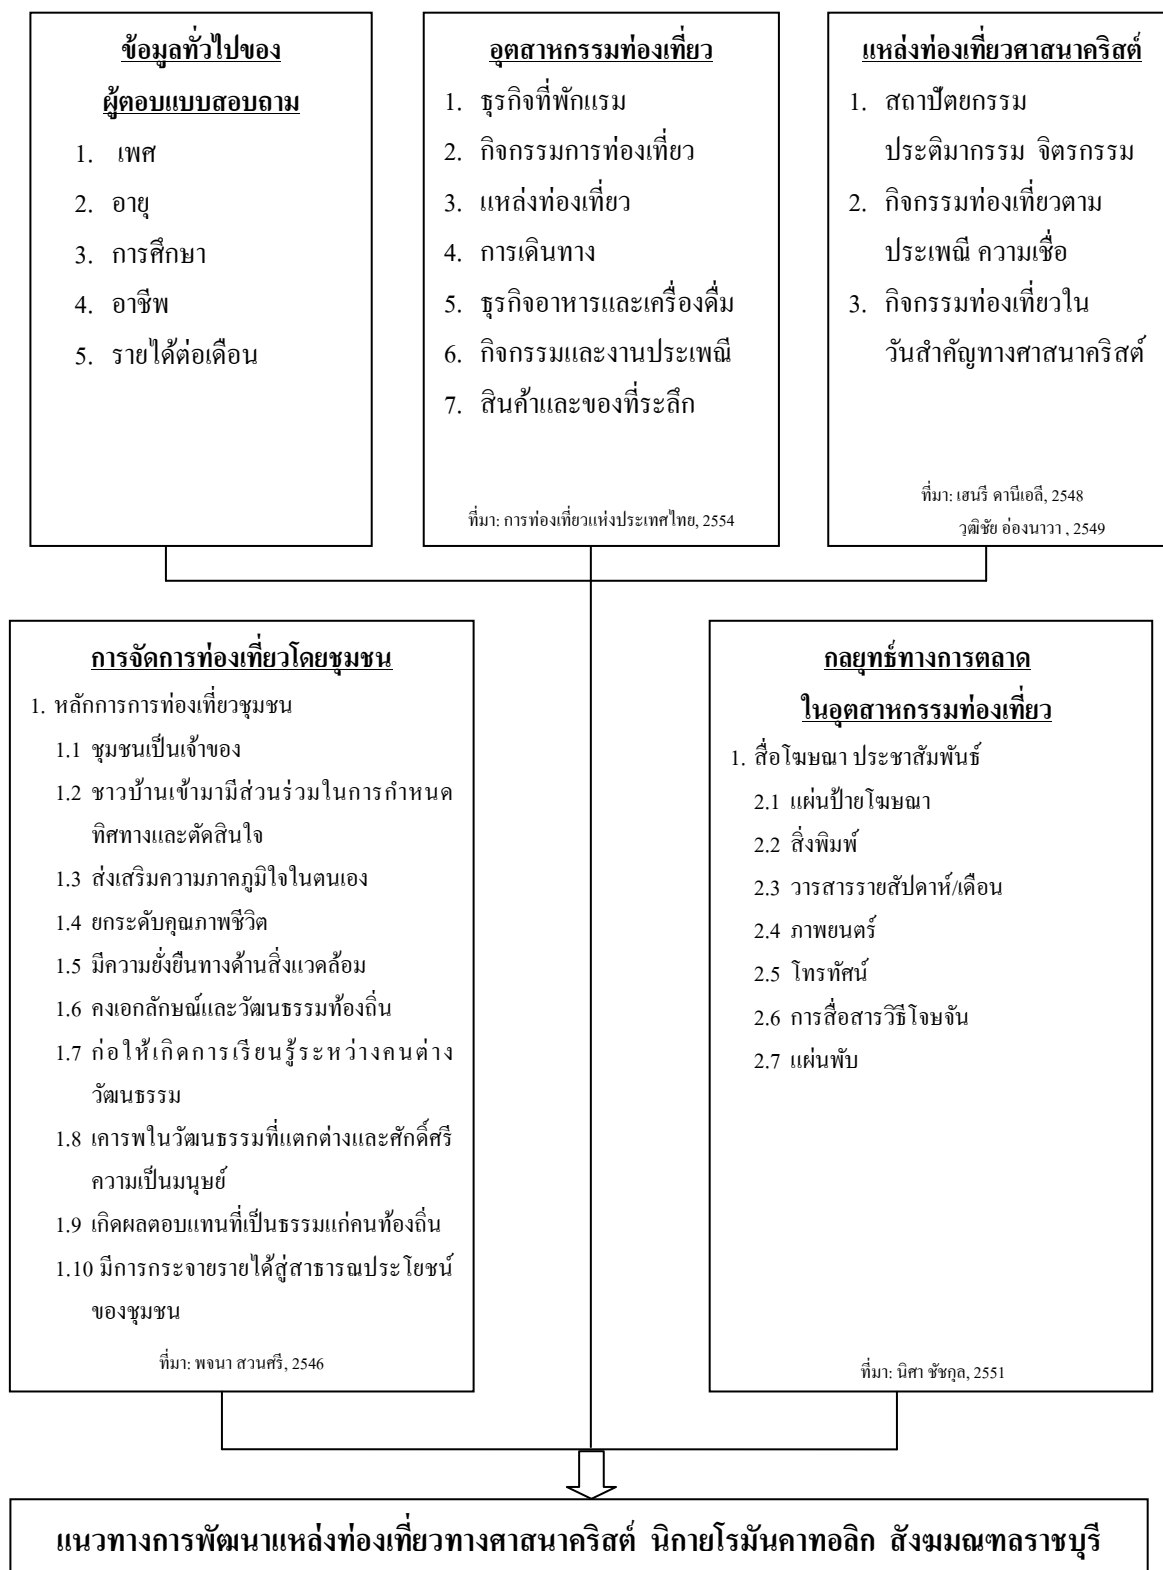 ข้อมูลทั่วไปของ
ผู้ตอบแบบสอบถาม
1. เพศ
2. อายุ
3. การศึกษา
4. อาชีพ
5. รายได้ต่อเดือน
อุตสาหกรรมท่องเที่ยว
1. ธุรกิจที่พักแรม
2. กิจกรรมการท่องเที่ยว
3. แหล่งท่องเที่ยว
4. การเดินทาง
5. ธุรกิจอาหารและเครื่องดื่ม
6. กิจกรรมและงานประเพณี
7. สินค้าและของที่ระลึก
ที่มา: การท่องเที่ยวแห่งประเทศไทย, 2554
แหล่งท่องเที่ยวศาสนาคริสต์
1. สถาปัตยกรรม
ประติมากรรม จิตรกรรม
2. กิจกรรมท่องเที่ยวตาม
ประเพณี ความเชื่อ
3. กิจกรรมท่องเที่ยวใน
วันสำคัญทางศาสนาคริสต์
ที่มา: เฮนรี ดานีเอลี, 2548
วุฒิชัย อ่องนาวา , 2549
การจัดการท่องเที่ยวโดยชุมชน
1. หลักการการท่องเที่ยวชุมชน
1.1 ชุมชนเป็นเจ้าของ
1.2 ชาวบ้านเข้ามามีส่วนร่วมในการกำหนด
ทิศทางและตัดสินใจ
1.3 ส่งเสริมความภาคภูมิใจในตนเอง
1.4 ยกระดับคุณภาพชีวิต
1.5 มีความยั่งยืนทางด้านสิ่งแวดล้อม
1.6 คงเอกลักษณ์และวัฒนธรรมท้องถิ่น
1.7 ก่อให้เกิดการเรียนรู้ระหว่างคนต่าง
วัฒนธรรม
1.8 เคารพในวัฒนธรรมที่แตกต่างและศักดิ์ศรี
ความเป็นมนุษย์
1.9 เกิดผลตอบแทนที่เป็นธรรมแก่คนท้องถิ่น
1.10 มีการกระจายรายได้สู่สาธารณประโยชน์
ของชุมชน
ที่มา: พจนา สวนศรี, 2546
กลยุทธ์ทางการตลาด
ในอุตสาหกรรมท่องเที่ยว
1. สื่อโฆษณา ประชาสัมพันธ์
2.1 แผ่นป้ายโฆษณา
2.2 สิ่งพิมพ์
2.3 วารสารรายสัปดาห์/เดือน
2.4 ภาพยนตร์
2.5 โทรทัศน์
2.6 การสื่อสารวิธีโจษจัน
2.7 แผ่นพับ
ที่มา: นิศา ชัชกุล, 2551
แนวทางการพัฒนาแหล่งท่องเที่ยวทางศาสนาคริสต์ นิกายโรมันคาทอลิก สังฆมณฑลราชบุรี